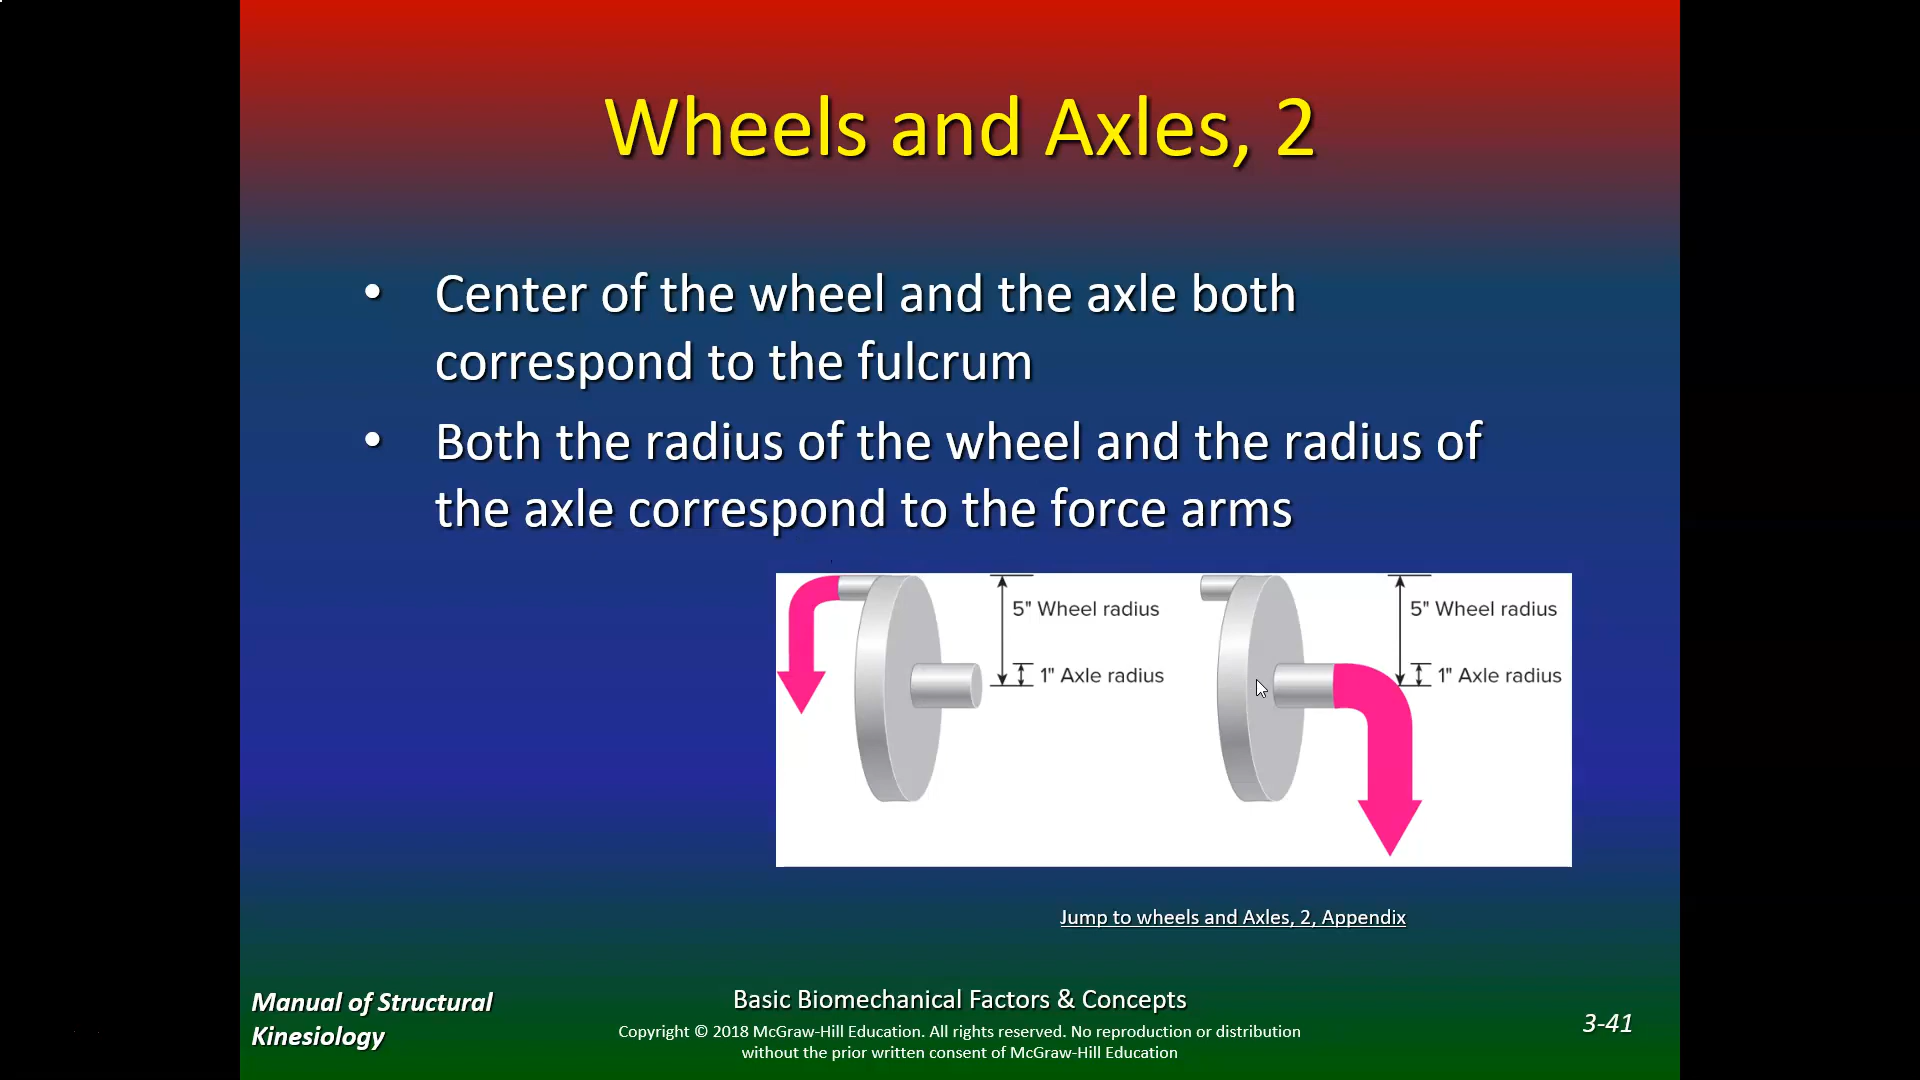 Wheels and Axles, 2
• Center of the wheel and the axle both
correspond to the fulcrum
• Both the radius of the wheel and the radius of
the axle correspond to the force arms
5" Wheel radius
1" Axle radius
5" Wheel radius
1" Axle radius
Jump to wheels and Axles, 2, Appendix
Manual of Structural
Kinesiology
Basic Biomechanical Factors & Concepts
Copyright © 2018 McGraw-Hill Education. All rights reserved. No reproduction or distribution
without the prior written consent of McGraw-Hill Education
3-41